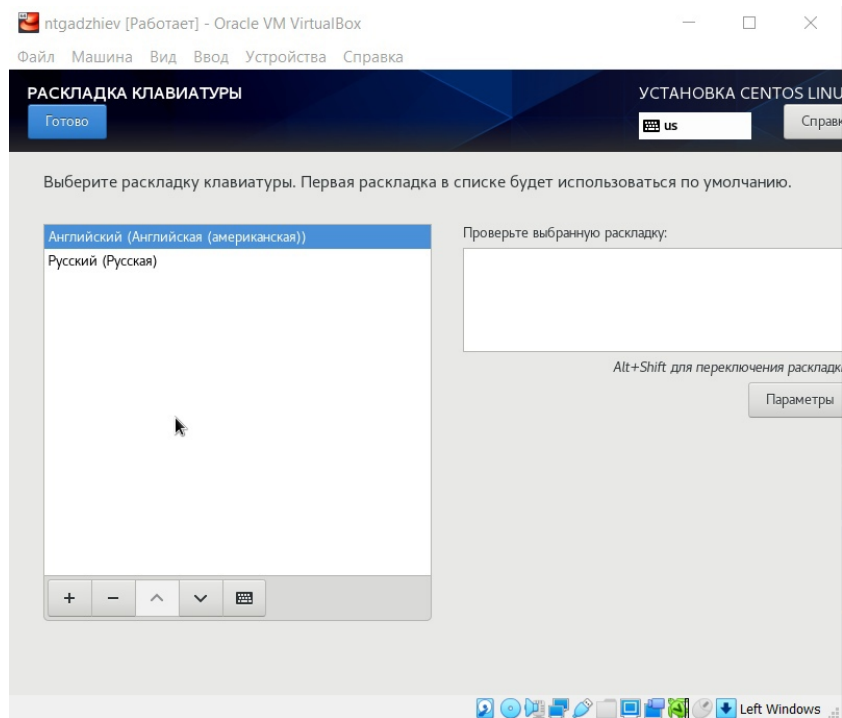 ntgadzhiev [Работает] - Oracle VM VirtualBox
Файл Машина Вид Ввод Устройства Справка
РАСКЛАДКА КЛАВИАТУРЫ
УСТАНОВКА CENTOS LINU
Готово
us
Справк
Выберите раскладку клавиатуры. Первая раскладка в списке будет использоваться по умолчанию.
Английский (Английская (американская))
Русский (Русская)
Проверьте выбранную раскладку:
Alt+Shift для переключения расклад
Параметры
Left Windows